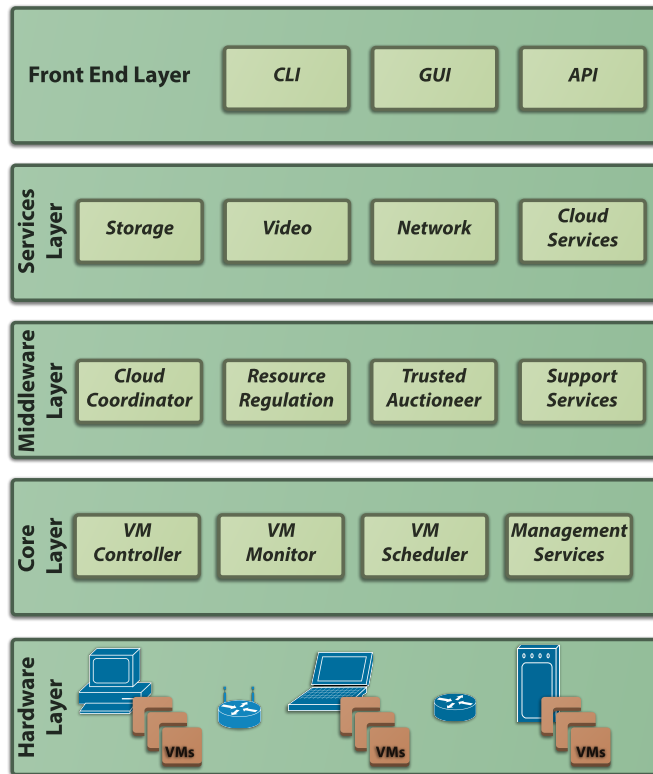 Front End Layer
CLI
GUI
API
Services
Layer
Storage
Video
Network
Cloud
Services
Middleware
Layer
Cloud
Coordinator
Resource
Regulation
Trusted
Auctioneer
Support
Services
Core
Layer
VM
Controller
VM
Monitor
VM
Scheduler
Management
Services
Hardware
Layer
VMs
VMs
VMs